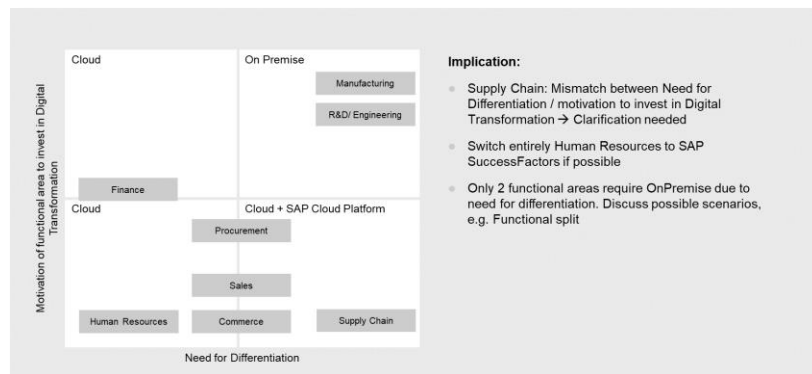 Motivation of functional area to invest in Digital
Transformation
Cloud
On Premise
Manufacturing
R&D/ Engineering
Finance
Cloud
Cloud + SAP Cloud Platform
Procurement
Sales
Human Resources
Commerce
Supply Chain
Need for Differentiation
Implication:
Supply Chain: Mismatch between Need for
Differentiation / motivation to invest in Digital
Transformation → Clarification needed
Switch entirely Human Resources to SAP
SuccessFactors if possible
Only 2 functional areas require OnPremise due to
need for differentiation. Discuss possible scenarios,
e.g. Functional split